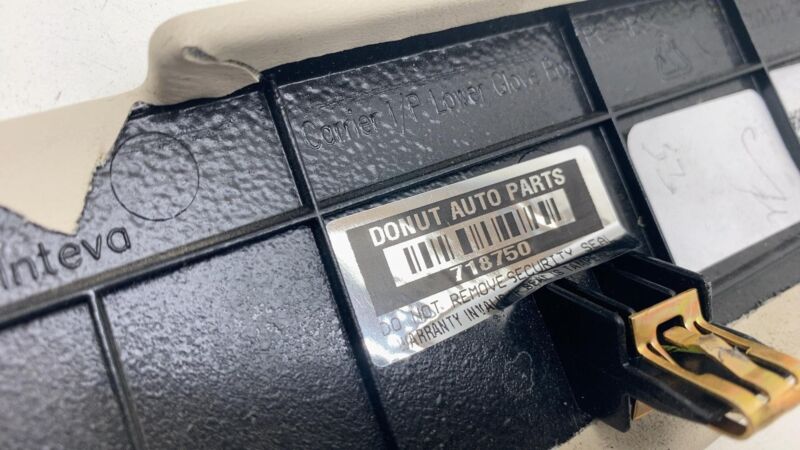 Carrier I/P Lower Glove Box
Inteva
DONUT AUTO PARTS
718750
DO NOT REMOVE SECURITY SEAL
WARRANTY INVALID